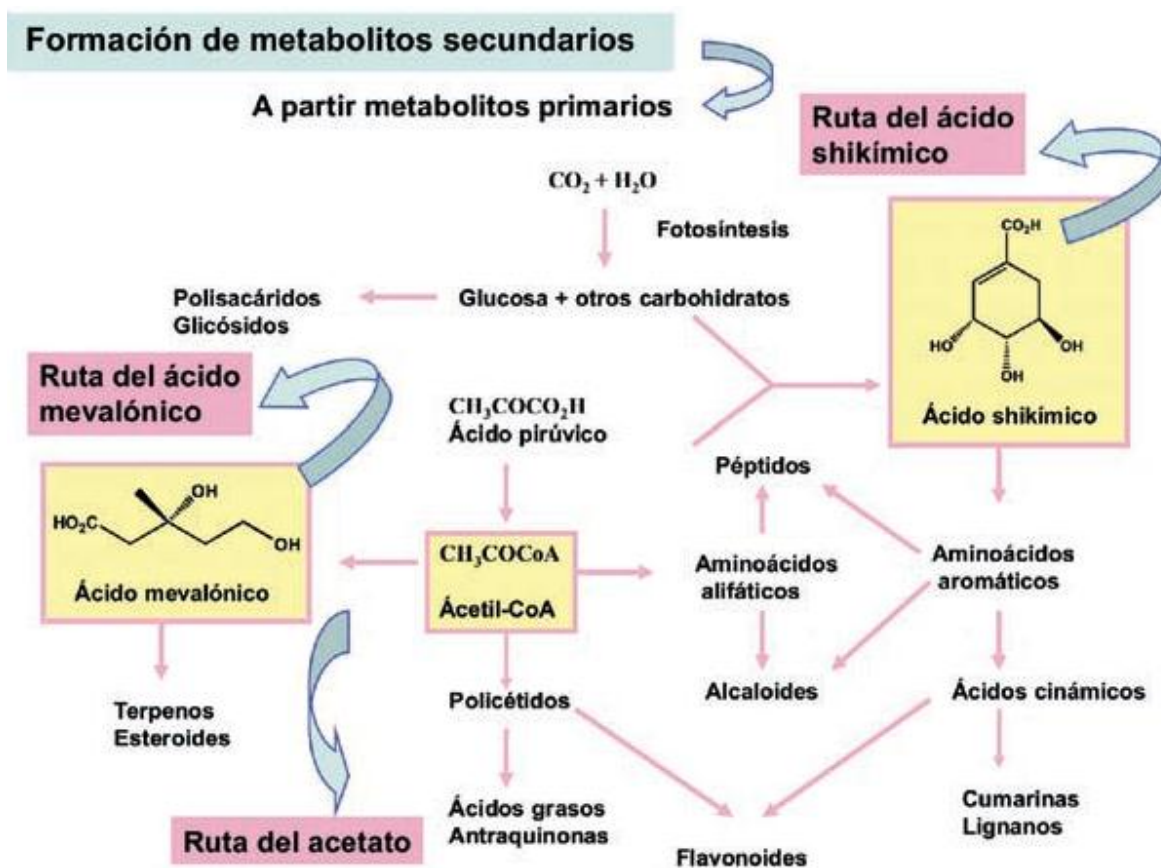 Formación de metabolitos secundarios
A partir metabolitos primarios
Ruta del ácido
shikímico
CO₂ + H₂O
Fotosíntesis
CO₂H
HO
OH
OH
Ácido shikímico
Polisacáridos
Glicósidos
Glucosa + otros carbohidratos
Ruta del ácido
mevalónico
CH₃COCO₂H
Ácido pirúvico
Péptidos
HO₂C
OH
OH
Ácido mevalónico
CH₃COCoA
Ácetil-CoA
Aminoácidos
alifáticos
Aminoácidos
aromáticos
Terpenos
Esteroides
Policétidos
Alcaloides
Ácidos cinámicos
Ruta del acetato
Ácidos grasos
Antraquinonas
Flavonoides
Cumarinas
Lignanos